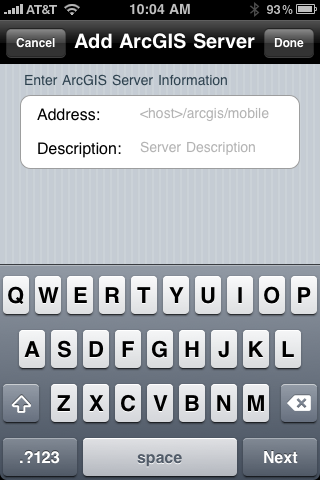 AT&T 10:04 AM 93%
Cancel Add ArcGIS Server Done
Enter ArcGIS Server Information
Address: <host>/arcgis/mobile
Description: Server Description
Q W E R T Y U I O P
A S D F G H J K L
Z X C V B N M
.?123 space Next